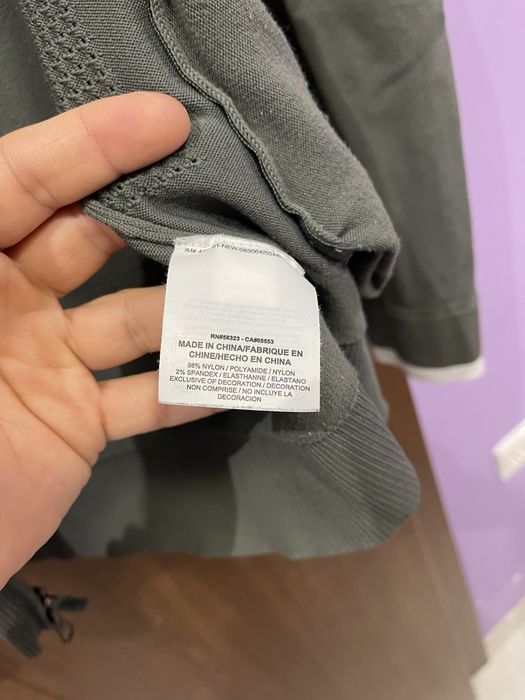 RN#56323 - CA#05553
MADE IN CHINA/FABRIQUE EN
CHINE/HECHO EN CHINA
98% NYLON / POLYAMIDE / NYLON
2% SPANDEX / ELASTHANNE / ELASTANO
EXCLUSIVE OF DECORATION / DECORATION
NON COMPRISE / NO INCLUYE LA
DECORACION